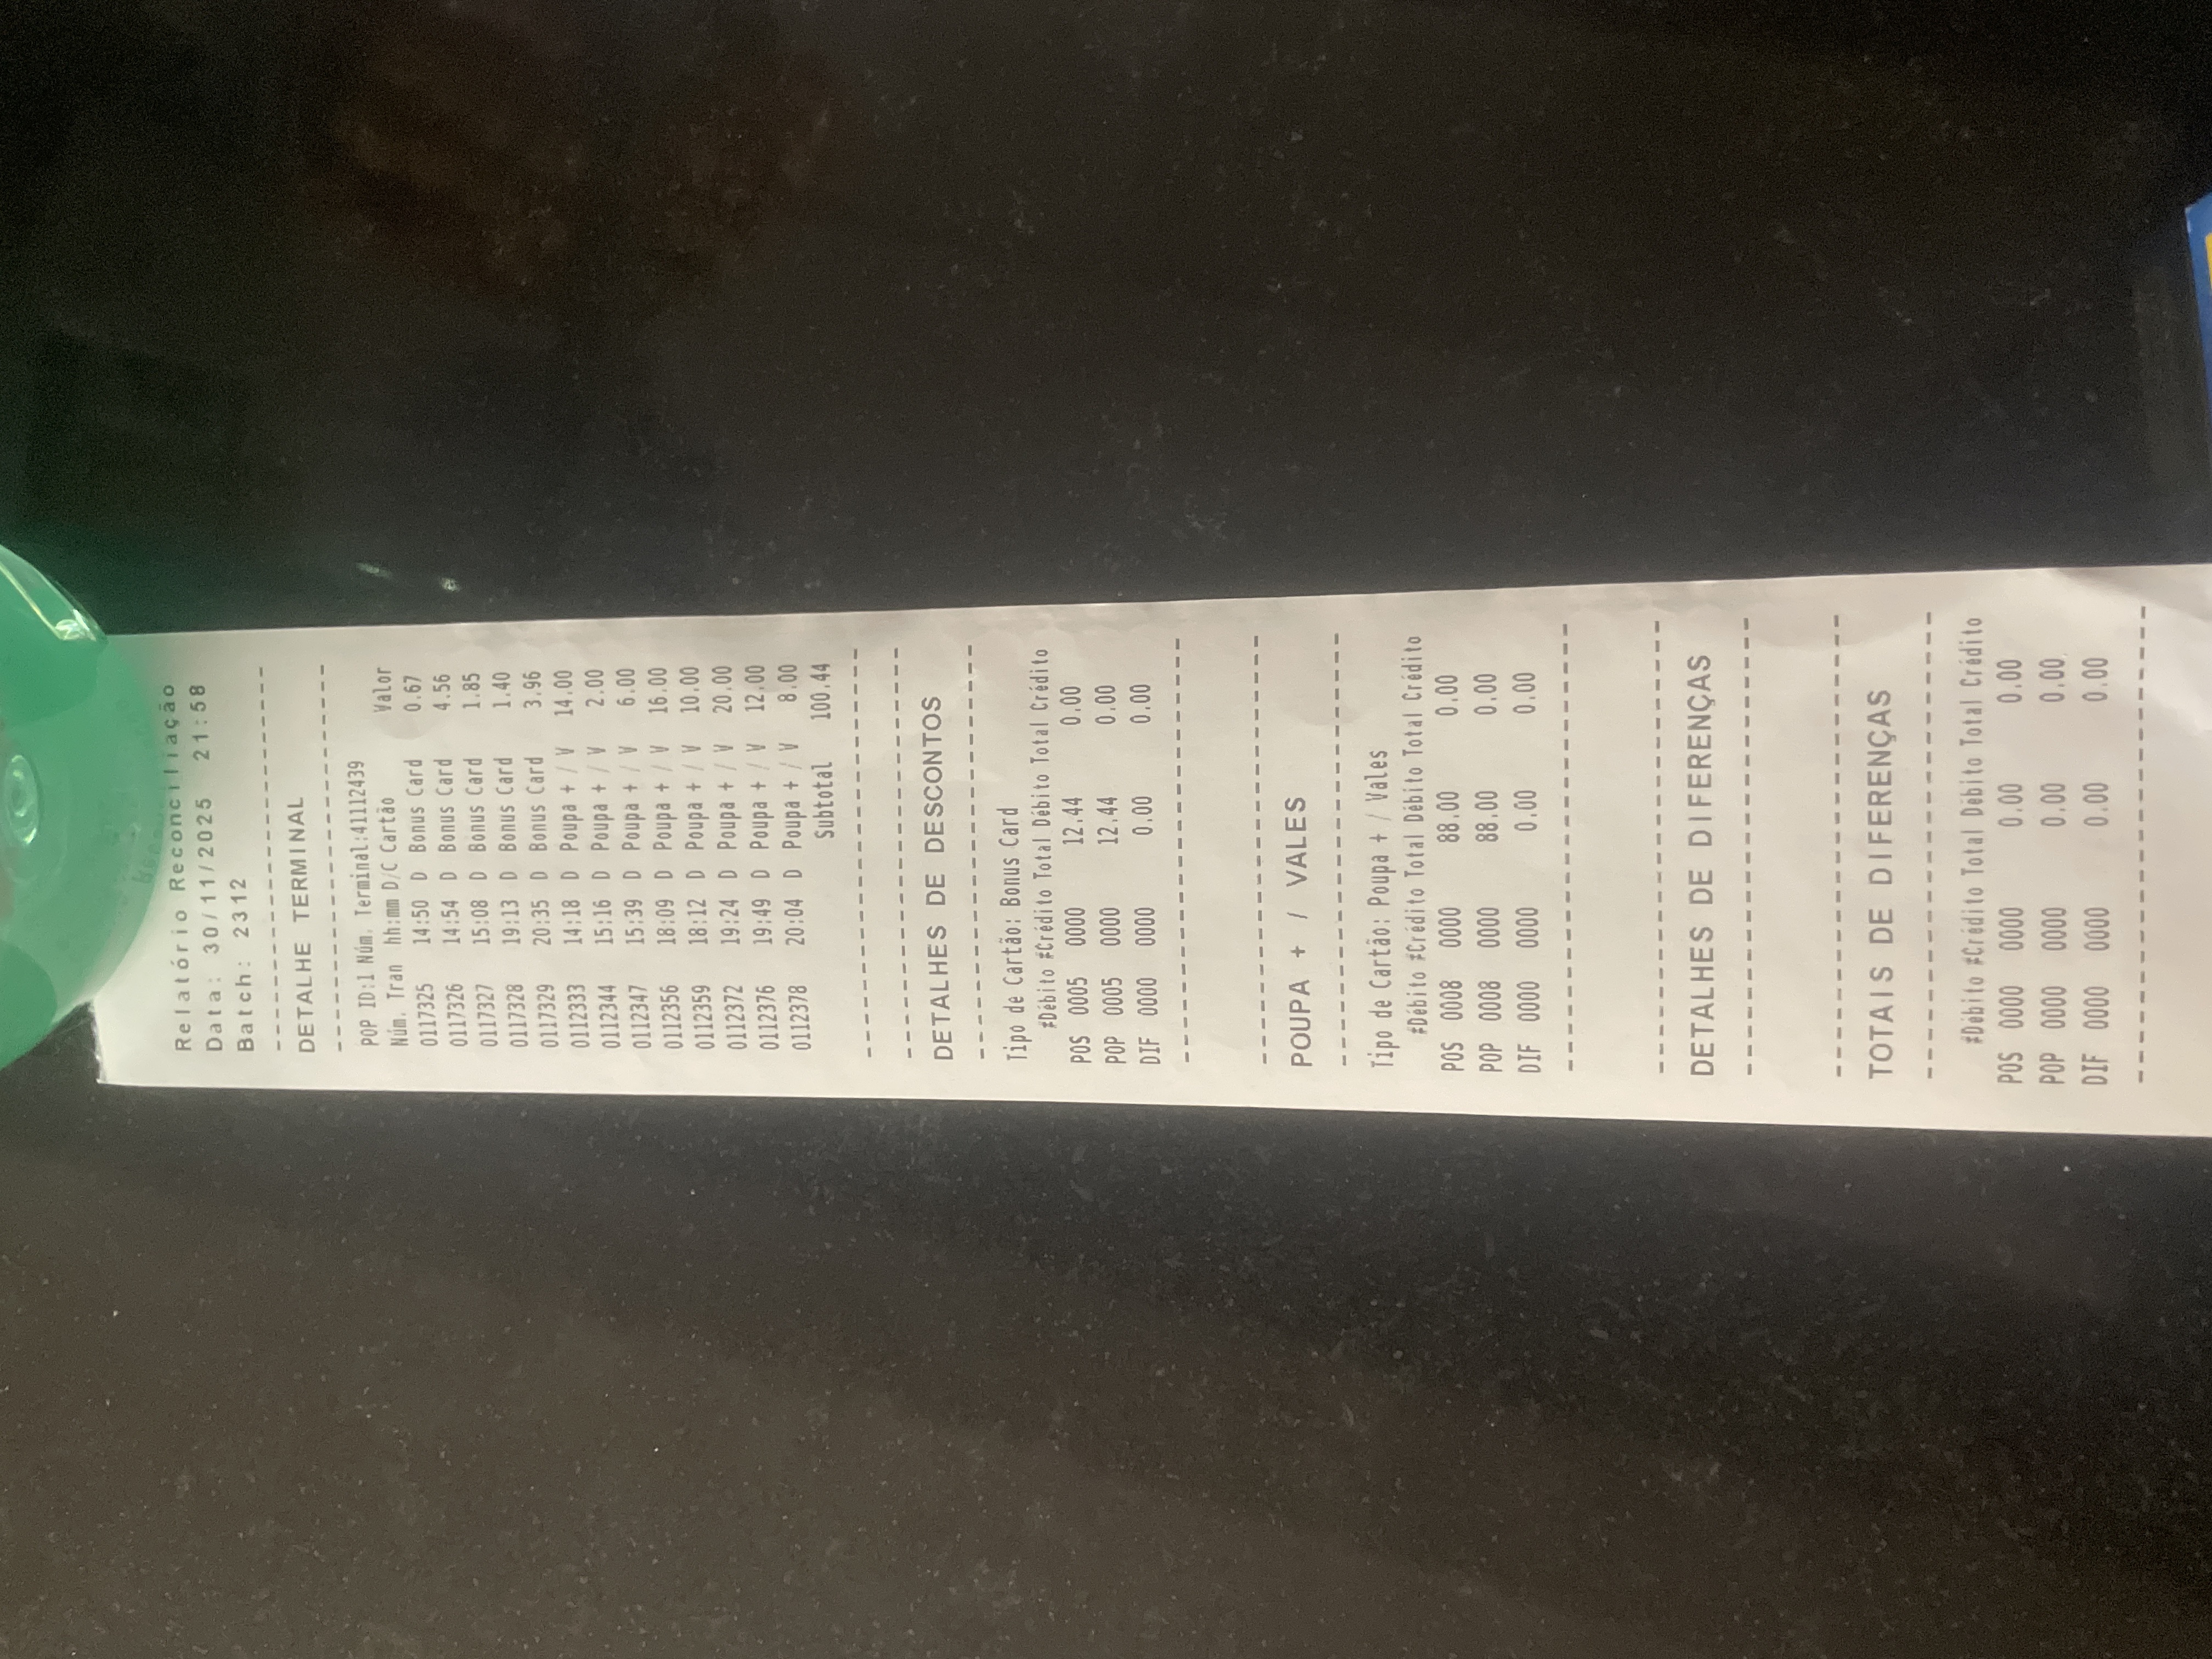 Relatório Reconciliação
Data: 30/11/2025 21:58
Batch: 2312
------------------------
DETALHE TERMINAL
------------------------
POP ID:1 Núm. Terminal:41112439
Núm. Tran hh:mm D/C Cartão Valor
0117325 14:50 D Bonus Card 0.67
0117326 14:54 D Bonus Card 4.56
0117327 15:08 D Bonus Card 1.85
0117328 19:13 D Bonus Card 1.40
0117329 20:35 D Bonus Card 3.96
0112333 14:18 D Poupa + / V 14.00
0112344 15:16 D Poupa + / V 2.00
0112347 15:39 D Poupa + / V 6.00
0112356 18:09 D Poupa + / V 16.00
0112359 18:12 D Poupa + / V 10.00
0112372 19:24 D Poupa + / V 20.00
0112376 19:49 D Poupa + / V 12.00
0112378 20:04 D Poupa + / V 8.00
Subtotal 100.44
------------------------
------------------------
DETALHES DE DESCONTOS
------------------------
Tipo de Cartão: Bonus Card
#Débito #Crédito Total Débito Total Crédito
POS 0005 0000 12.44 0.00
POP 0005 0000 12.44 0.00
DIF 0000 0000 0.00 0.00
------------------------
------------------------
POUPA + / VALES
------------------------
Tipo de Cartão: Poupa + / Vales
#Débito #Crédito Total Débito Total Crédito
POS 0008 0000 88.00 0.00
POP 0008 0000 88.00 0.00
DIF 0000 0000 0.00 0.00
------------------------
------------------------
DETALHES DE DIFERENÇAS
------------------------
------------------------
TOTAIS DE DIFERENÇAS
------------------------
#Débito #Crédito Total Débito Total Crédito
POS 0000 0000 0.00 0.00
POP 0000 0000 0.00 0.00
DIF 0000 0000 0.00 0.00
------------------------